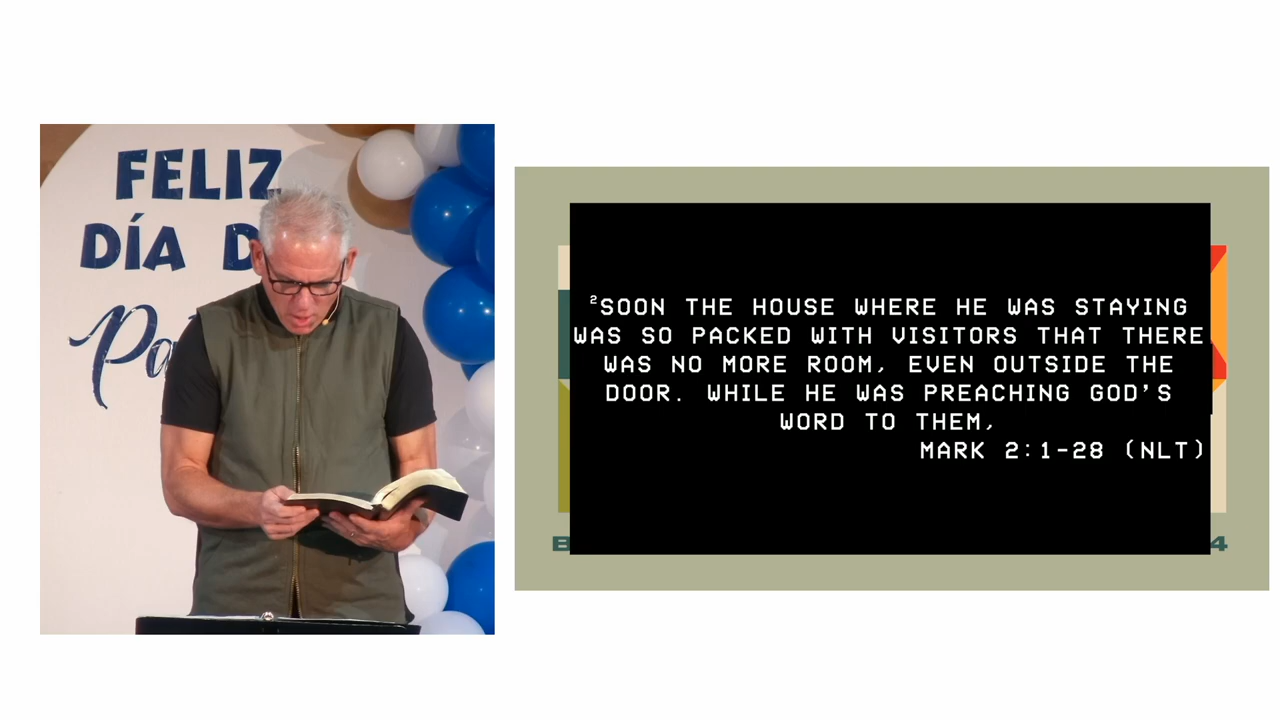 FELIZ
DÍA D
Pa
²SOON THE HOUSE WHERE HE WAS STAYING
WAS SO PACKED WITH VISITORS THAT THERE
WAS NO MORE ROOM, EVEN OUTSIDE THE
DOOR. WHILE HE WAS PREACHING GOD'S
WORD TO THEM,
MARK 2:1-28 (NLT)
B
4